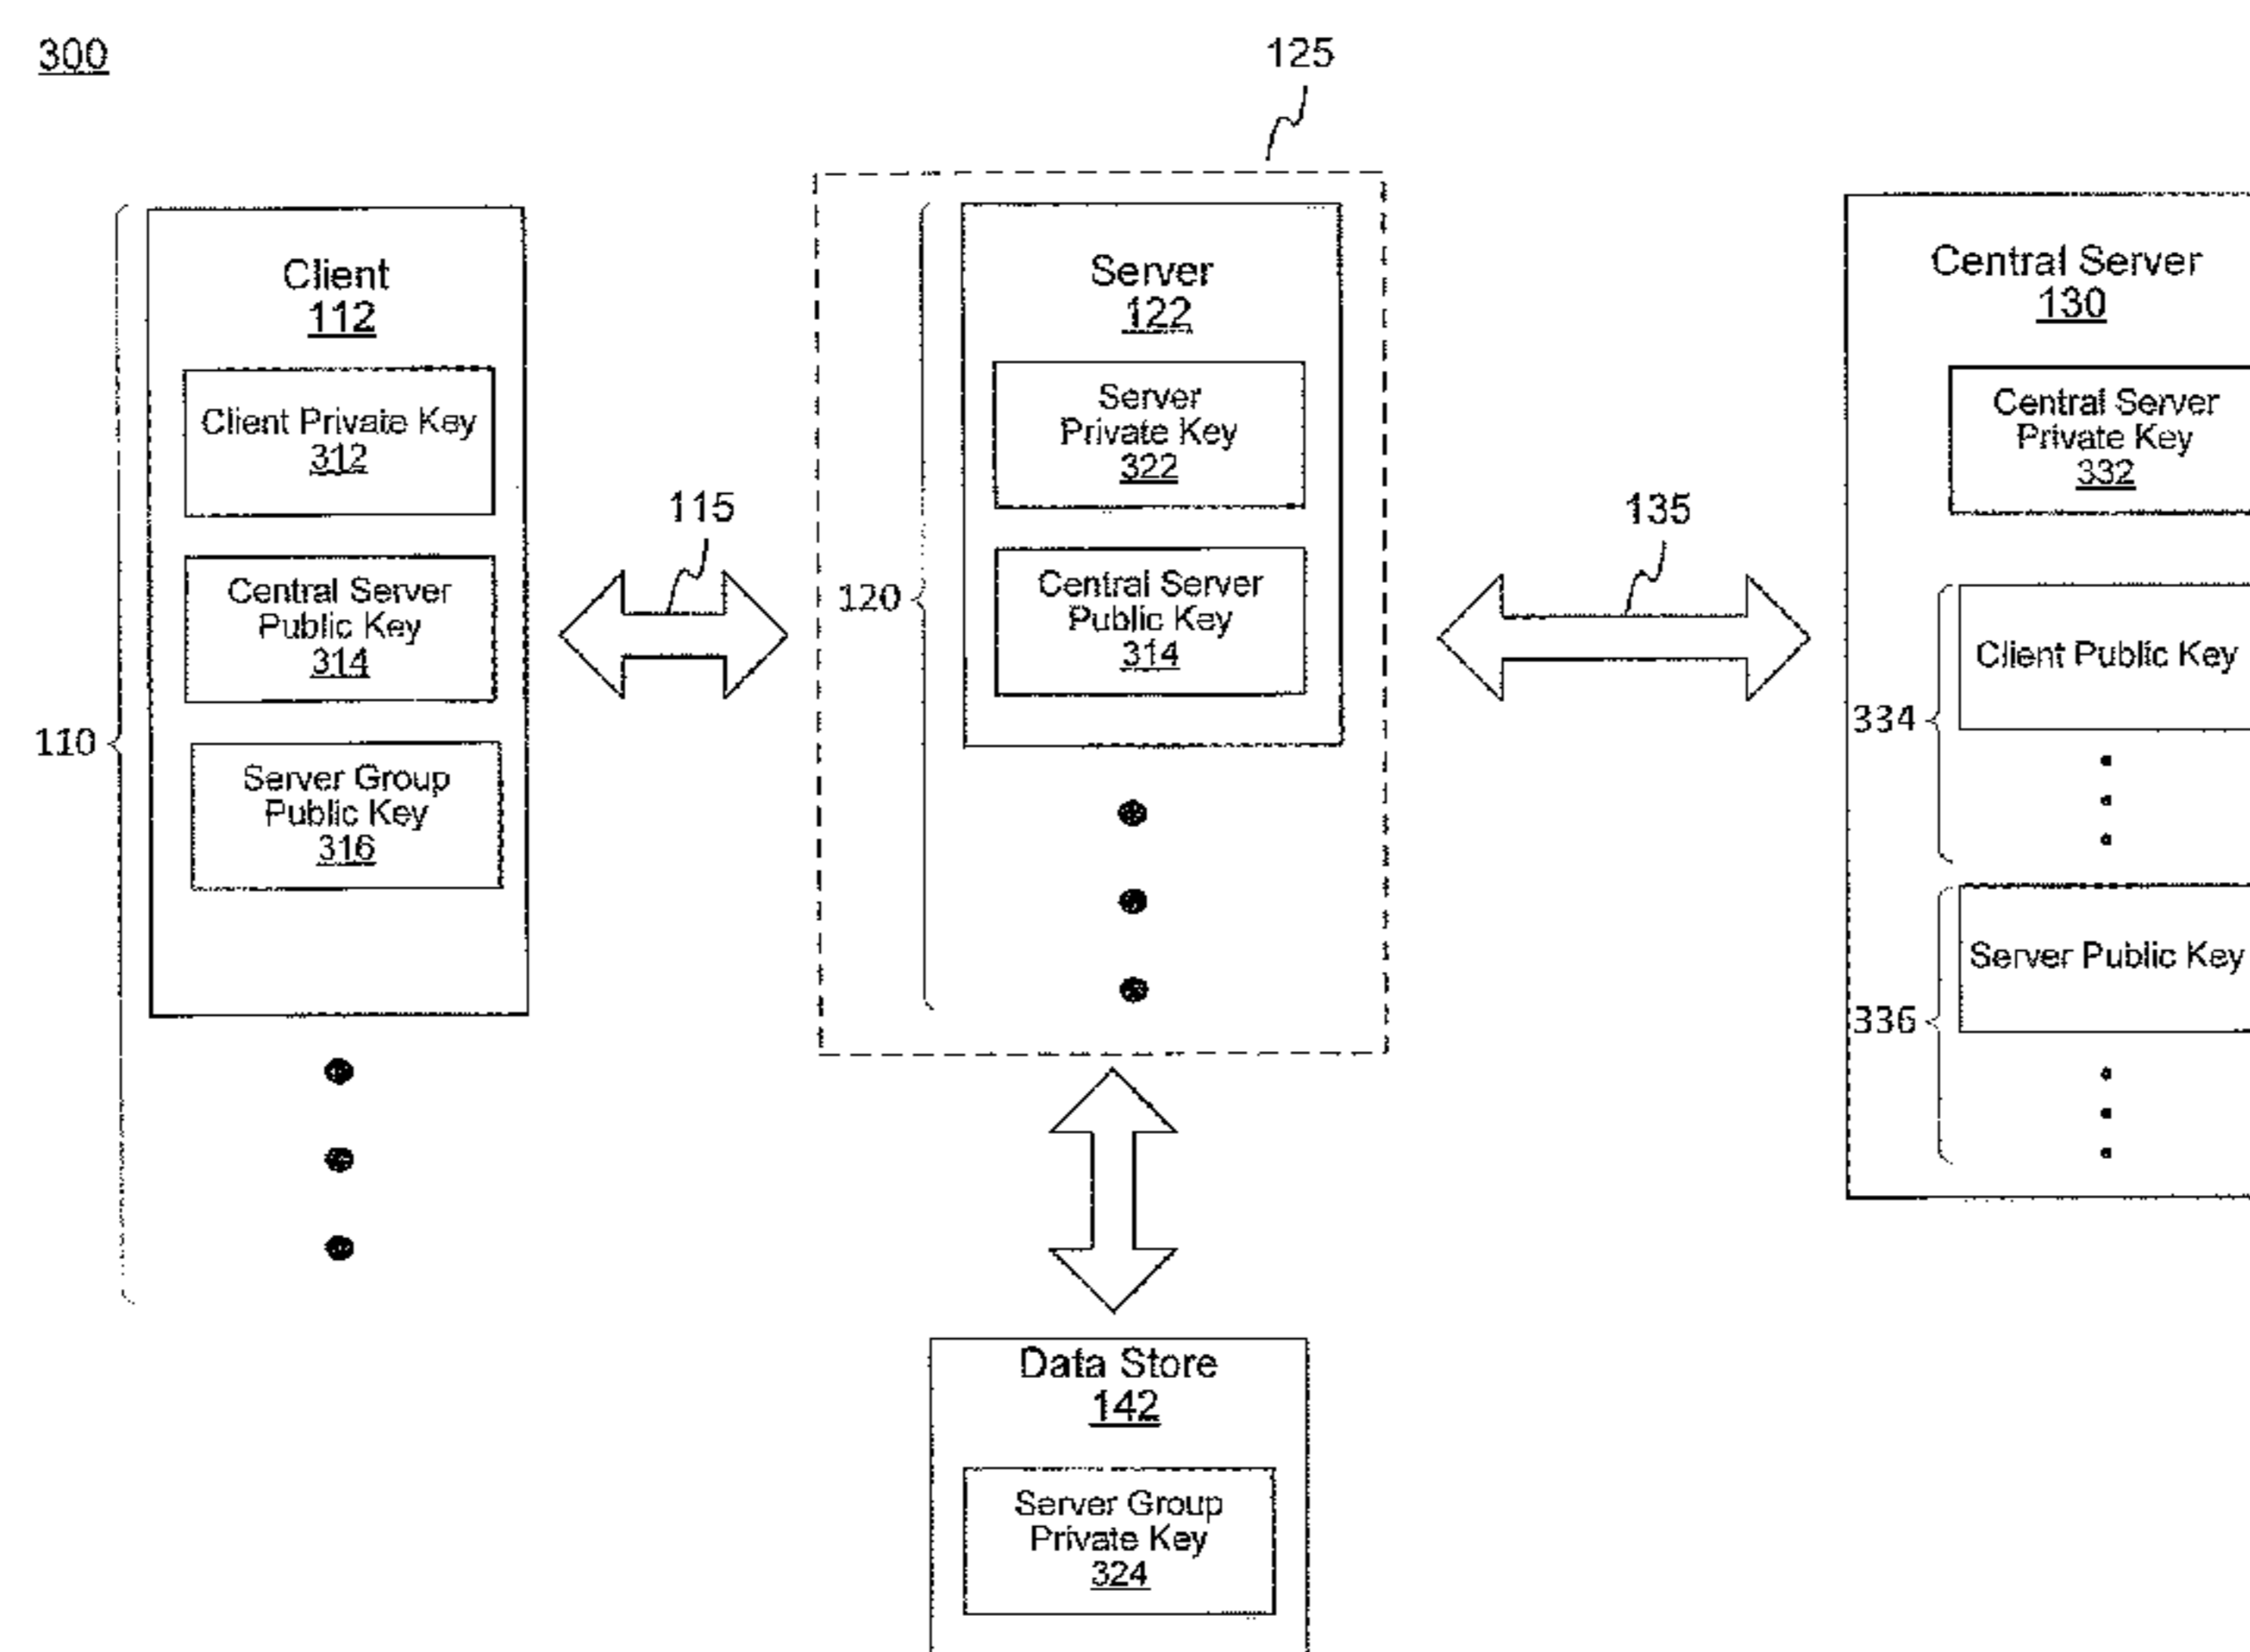 300
125
Client
112
Client Private Key
312
Central Server
Public Key
314
Server Group
Public Key
316
110
115
Server
122
Server
Private Key
322
Central Server
Public Key
314
120
135
Central Server
130
Central Server
Private Key
332
Client Public Key
334
Server Public Key
336
Data Store
142
Server Group
Private Key
324